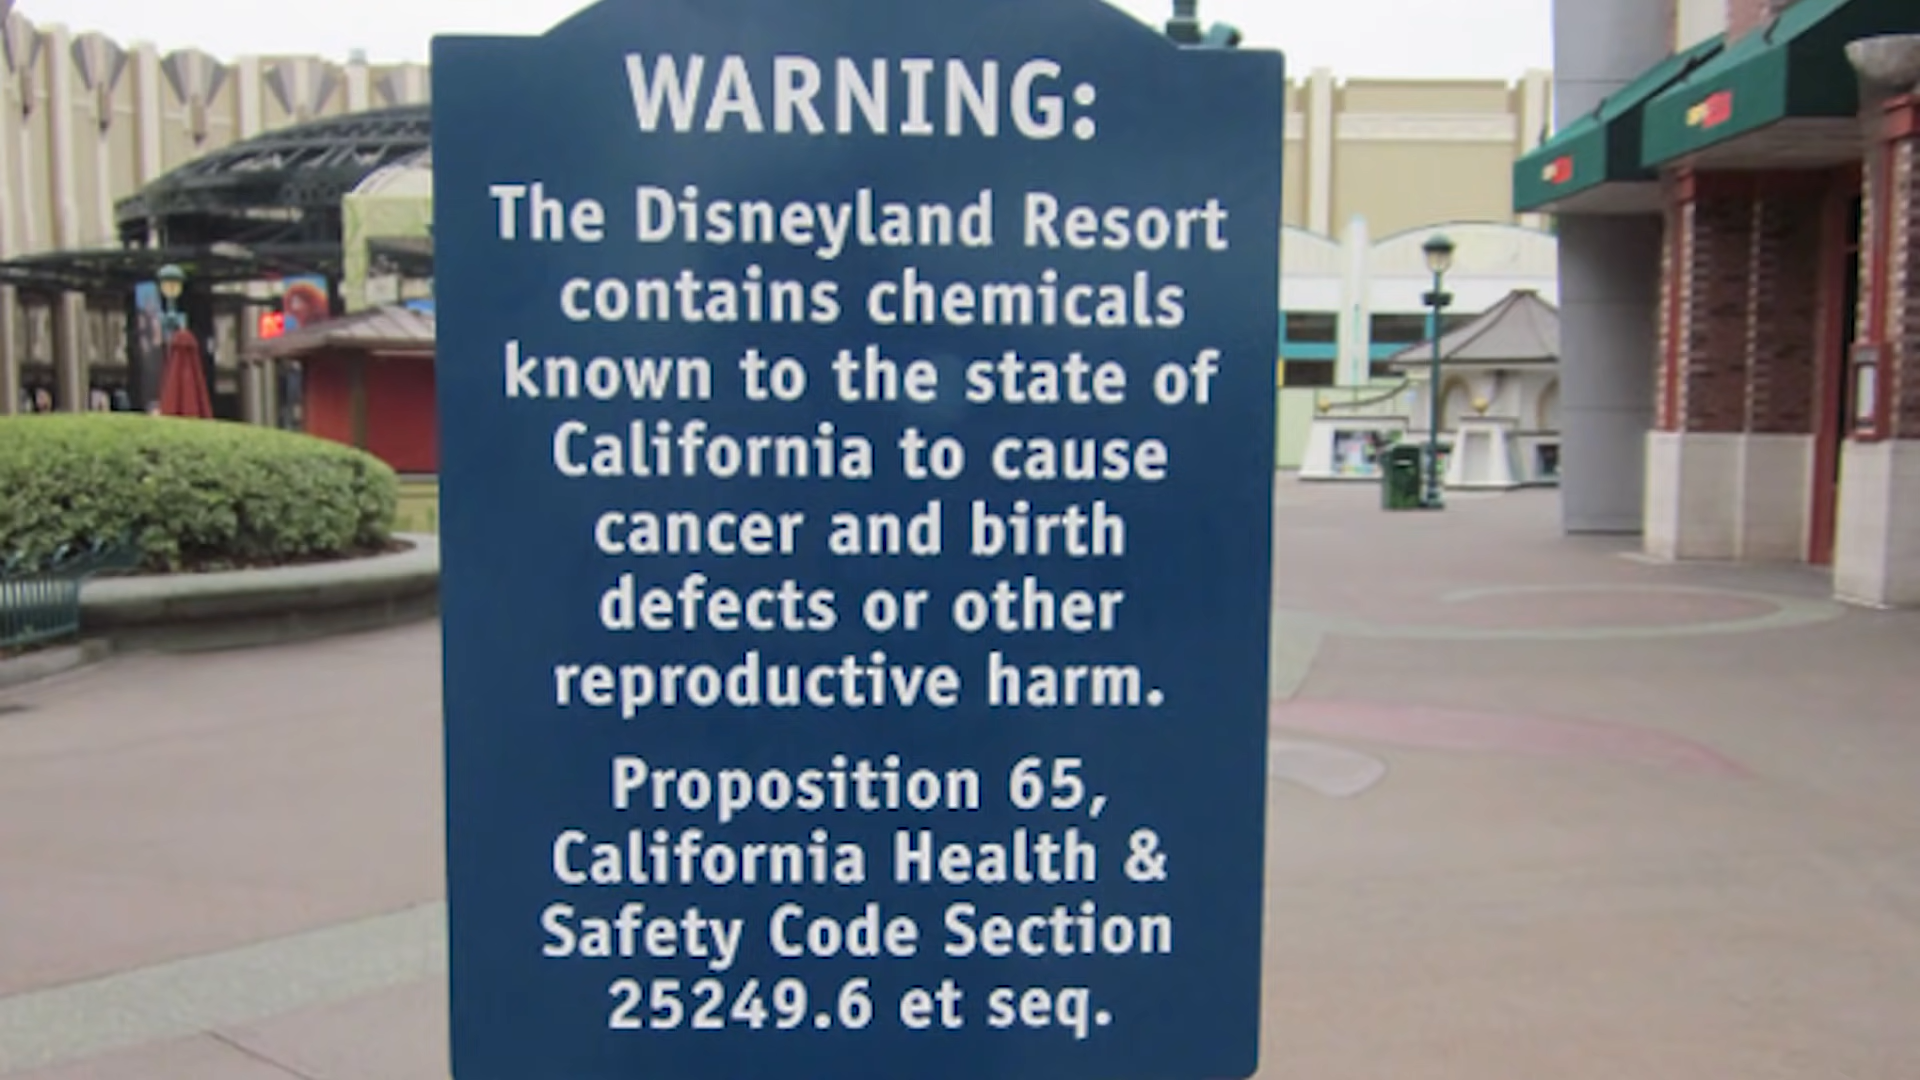 WARNING:
The Disneyland Resort
contains chemicals
known to the state of
California to cause
cancer and birth
defects or other
reproductive harm.
Proposition 65,
California Health &
Safety Code Section
25249.6 et seq.